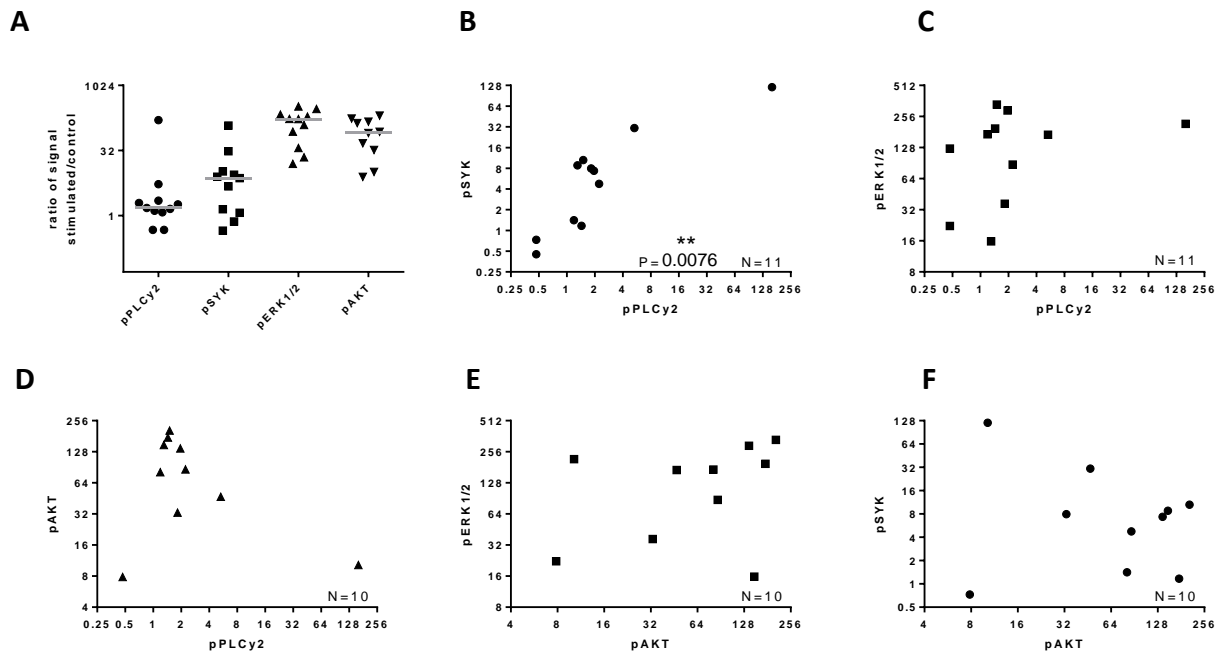 A
ratio of signal
stimulated/control
1024
32
1
pPLCy2
pSYK
pERK1/2
pAKT
B
pSYK
128
64
32
16
8
4
2
1
0.5
0.25
**
P=0.0076
N=11
0.25 0.5 1 2 4 8 16 32 64 128 256
pPLCy2
C
pERK1/2
512
256
128
64
32
16
8
N=11
0.25 0.5 1 2 4 8 16 32 64 128 256
pPLCy2
D
pAKT
256
128
64
32
16
8
4
N=10
0.25 0.5 1 2 4 8 16 32 64 128 256
pPLCy2
E
pERK1/2
512
256
128
64
32
16
8
N=10
4 8 16 32 64 128 256
pAKT
F
pSYK
128
64
32
16
8
4
2
1
0.5
N=10
4 8 16 32 64 128 256
pAKT